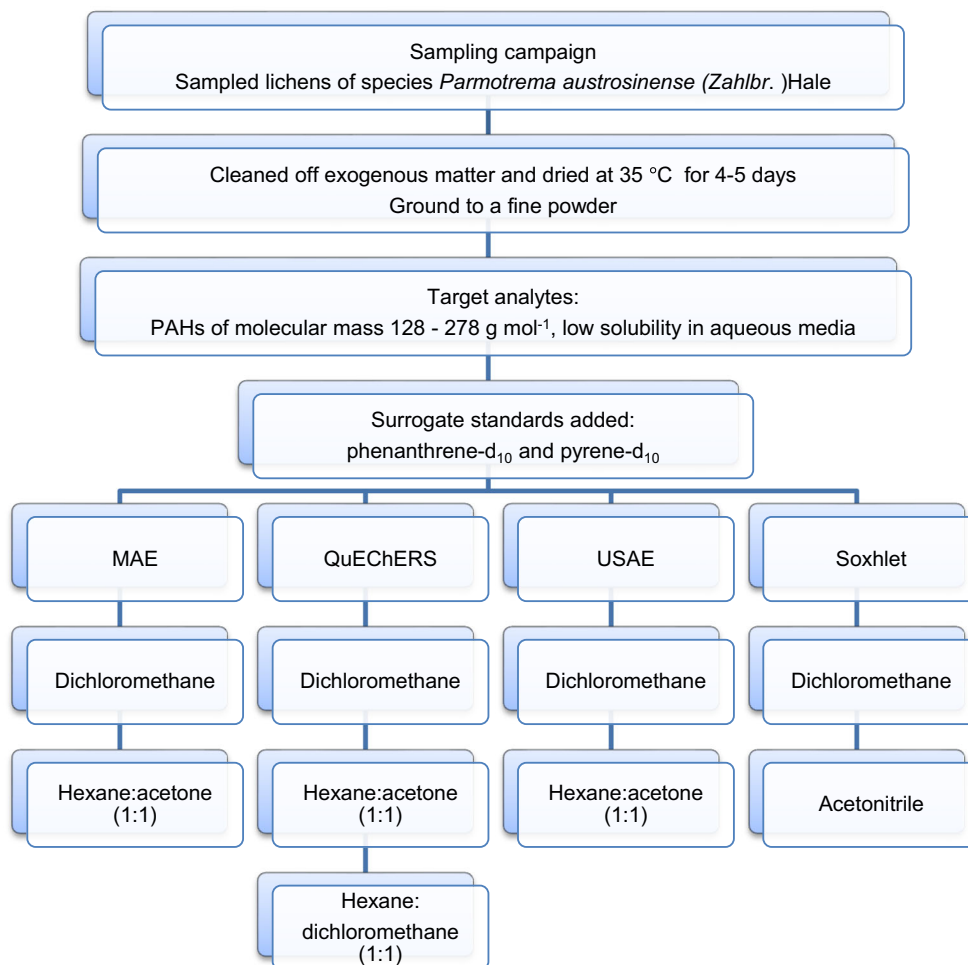 Sampling campaign
Sampled lichens of species Parmotrema austrosinense (Zahlbr. )Hale
Cleaned off exogenous matter and dried at 35 °C for 4-5 days
Ground to a fine powder
Target analytes:
PAHs of molecular mass 128 - 278 g mol⁻¹, low solubility in aqueous media
Surrogate standards added:
phenanthrene-d₁₀ and pyrene-d₁₀
MAE
QuEChERS
USAE
Soxhlet
Dichloromethane
Dichloromethane
Dichloromethane
Dichloromethane
Hexane:acetone
(1:1)
Hexane:acetone
(1:1)
Hexane:acetone
(1:1)
Acetonitrile
Hexane:
dichloromethane
(1:1)